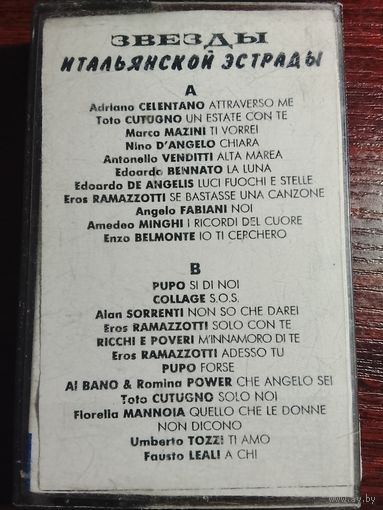 ЗВЕЗДЫ
ИТАЛЬЯНСКОЙ ЭСТРАДЫ
A
Adriano CELENTANO ATTRAVERSO ME
Toto CUTUGNO UN ESTATE CON TE
Marco MAZINI TI VORREI
Nino D'ANGELO CHIARA
Antonello VENDITTI ALTA MAREA
Edoardo BENNATO LA LUNA
Edoardo DE ANGELIS LUCI FUOCHI E STELLE
Eros RAMAZZOTTI SE BASTASSE UNA CANZONE
Angelo FABIANI NOI
Amedeo MINGHI I RICORDI DEL CUORE
Enzo BELMONTE IO TI CERCHERO
B
PUPO SI DI NOI
COLLAGE S.O.S.
Alan SORRENTI NON SO CHE DAREI
Eros RAMAZZOTTI SOLO CON TE
RICCHI E POVERI M'INNAMORO DI TE
Eros RAMAZZOTTI ADESSO TU
PUPO FORSE
Al BANO & Romina POWER CHE ANGELO SEI
Toto CUTUGNO SOLO NOI
Florella MANNOIA QUELLO CHE LE DONNE
NON DICONO
Umberto TOZZI TI AMO
Fausto LEALI A CHI
ay.by